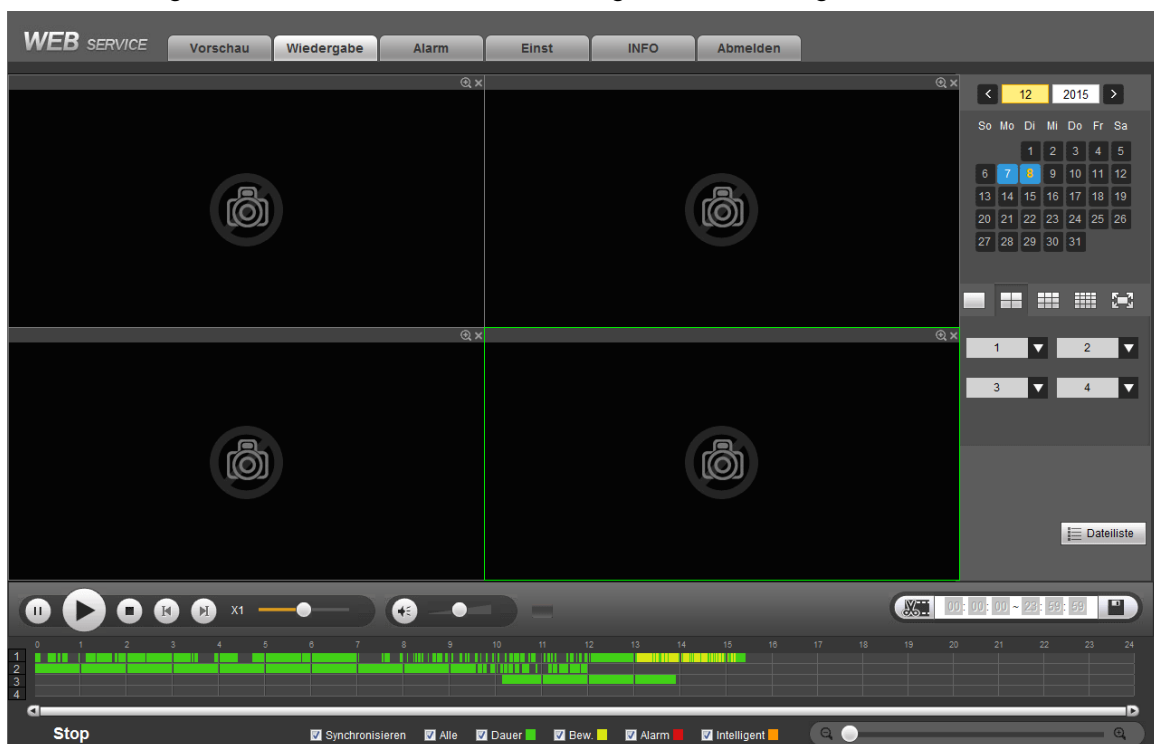 WEB SERVICE
Vorschau Wiedergabe Alarm Einst INFO Abmelden
12 2015
So Mo Di Mi Do Fr Sa
1 2 3 4 5
6 7 8 9 10 11 12
13 14 15 16 17 18 19
20 21 22 23 24 25 26
27 28 29 30 31
1 2
3 4
Dateiliste
X1
00: 00: 00 ~ 23: 59: 59
0 1 2 3 4 5 6 7 8 9 10 11 12 13 14 15 16 17 18 19 20 21 22 23 24
1
2
3
4
Stop
Synchronisieren Alle Dauer Bew. Alarm Intelligent